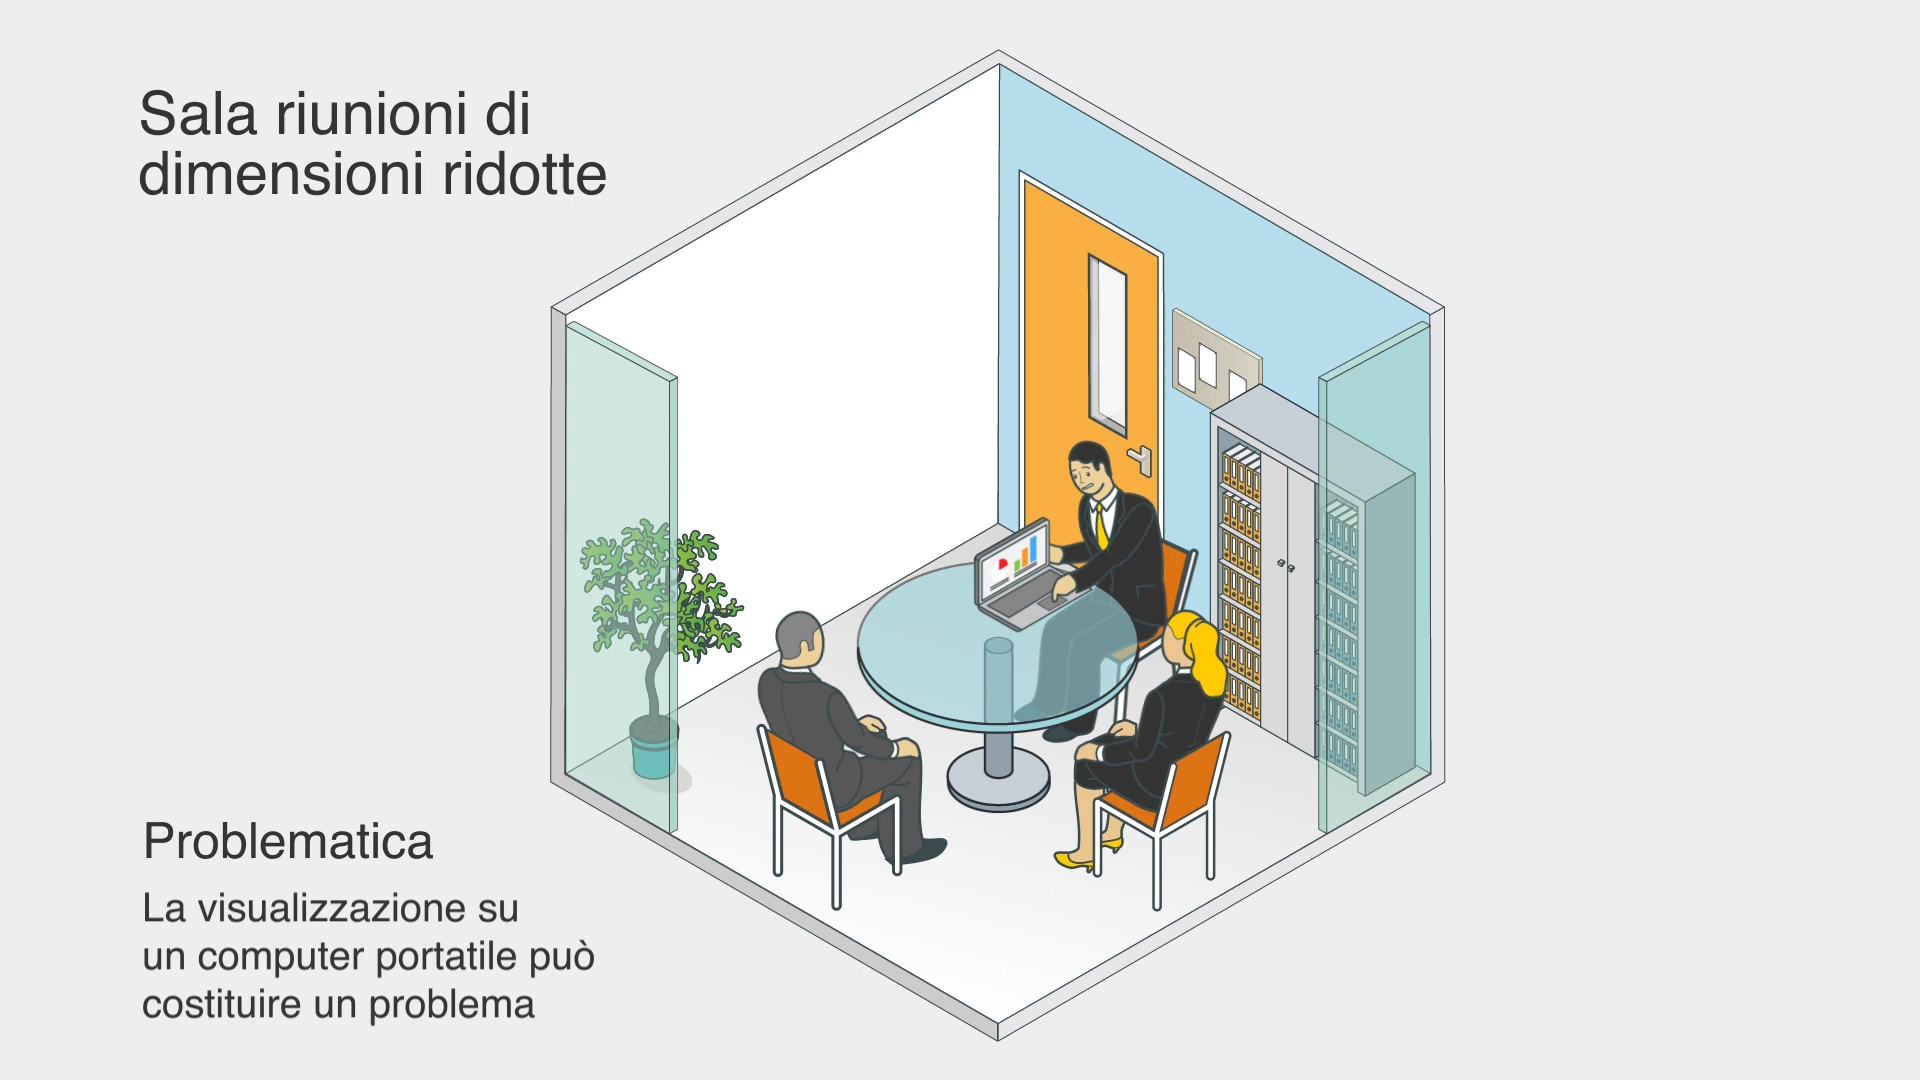 Sala riunioni di
dimensioni ridotte
Problematica
La visualizzazione su
un computer portatile può
costituire un problema